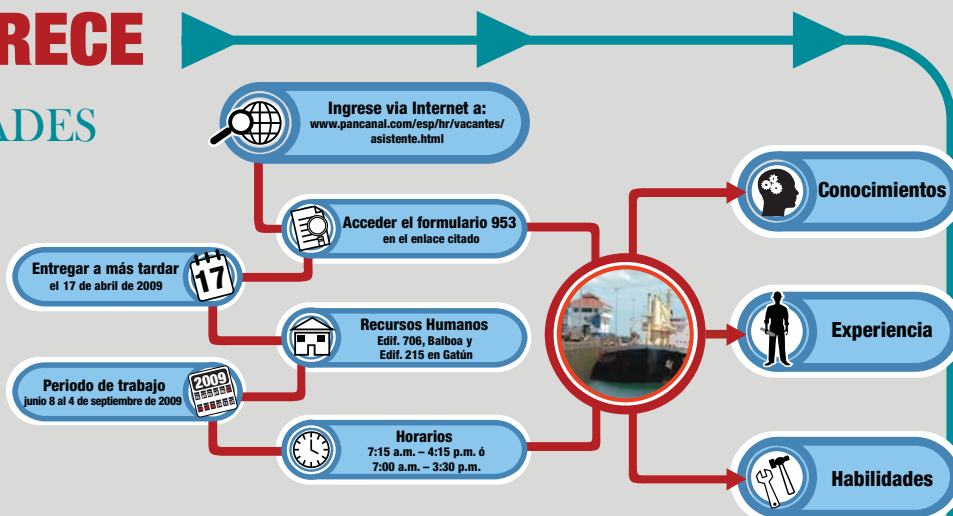 RECE
ADES
Ingrese via Internet a:
www.pancanal.com/esp/hr/vacantes/
asistente.html
Acceder el formulario 953
en el enlace citado
Entregar a más tardar
el 17 de abril de 2009
17
Recursos Humanos
Edif. 706, Balboa y
Edif. 215 en Gatún
Periodo de trabajo
junio 8 al 4 de septiembre de 2009
2009
Horarios
7:15 a.m. – 4:15 p.m. ó
7:00 a.m. – 3:30 p.m.
Conocimientos
Experiencia
Habilidades